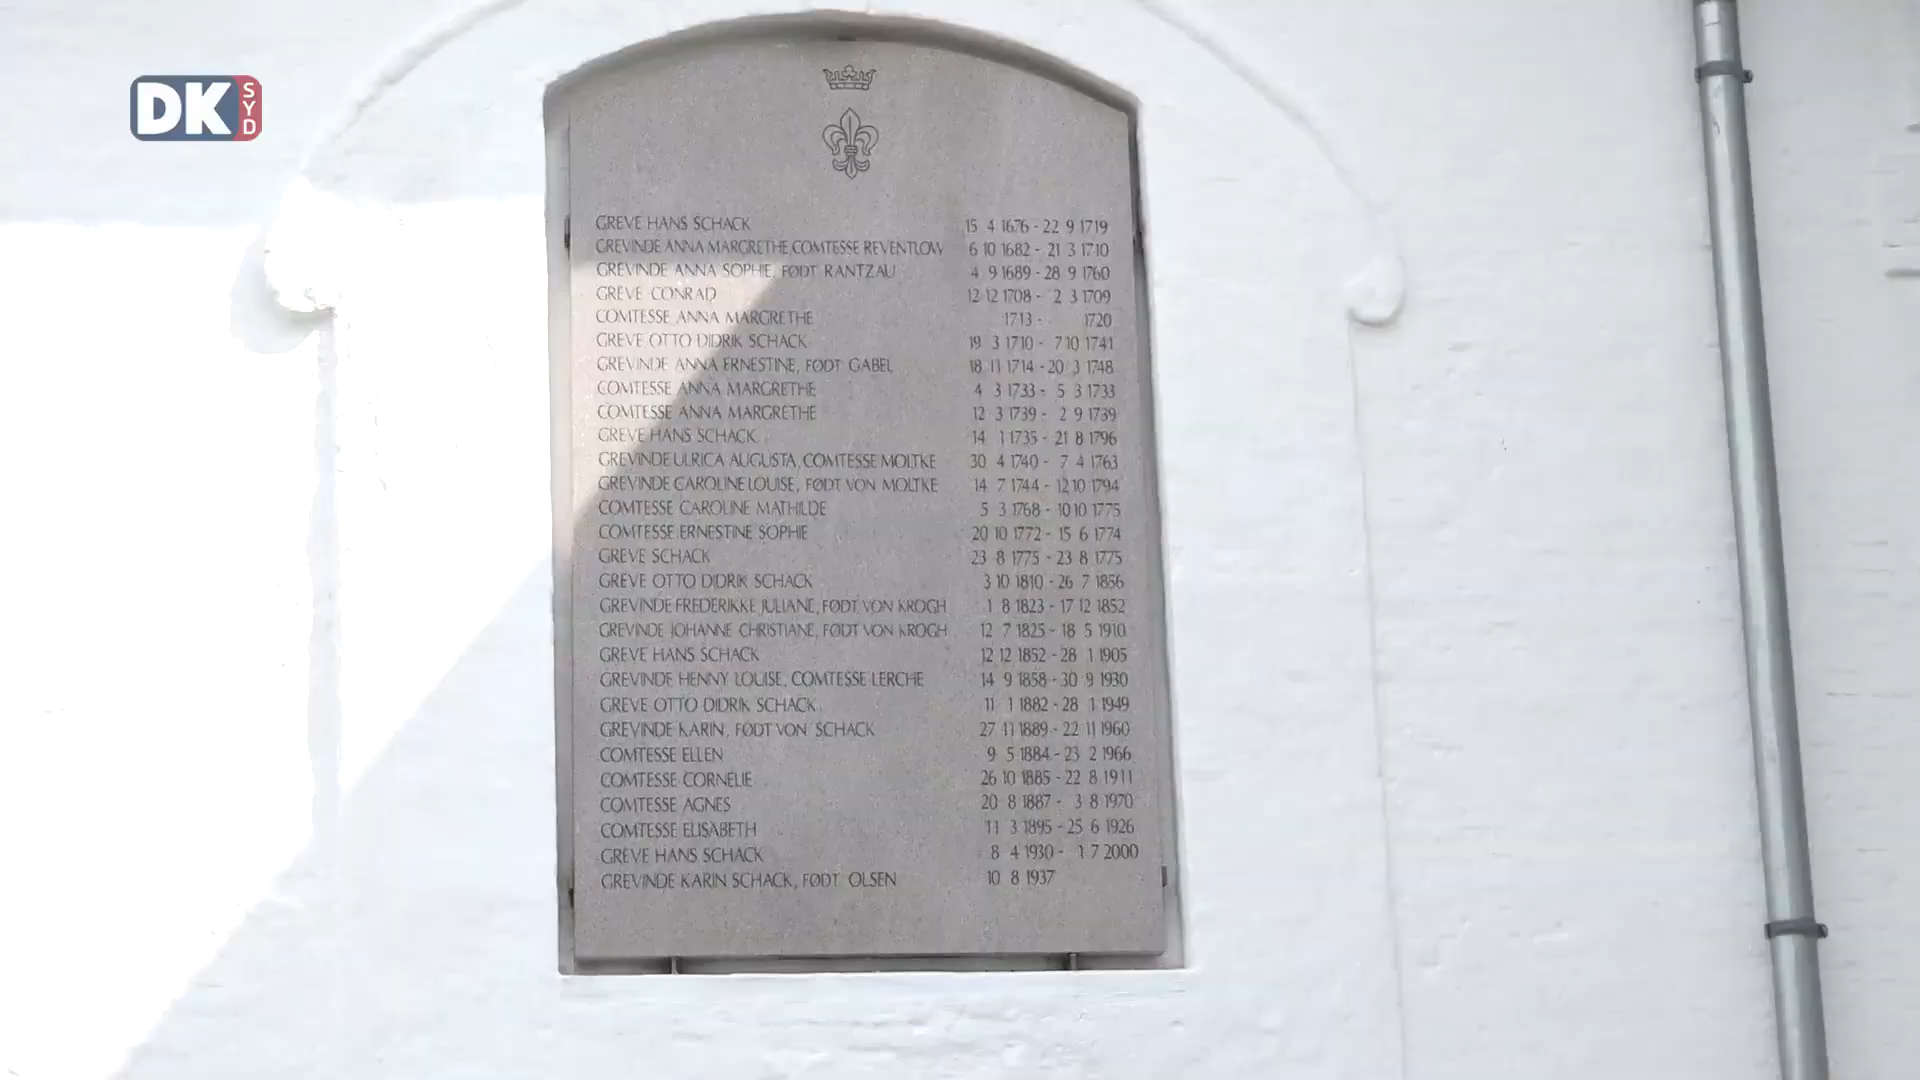 DK SYD
GREVE HANS SCHACK 15 4 1676 - 22 9 1719
GREVINDE ANNA MARGRETHE COMTESSE REVENTLOW 6 10 1682 - 21 3 1710
GREVINDE ANNA SOPHIE, FØDT RANTZAU 4 9 1689 - 28 9 1760
GREVE CONRAD 12 12 1708 - 2 3 1709
COMTESSE ANNA MARGRETHE 1713 - 1720
GREVE OTTO DIDRIK SCHACK 19 3 1710 - 7 10 1741
GREVINDE ANNA ERNESTINE, FØDT GABEL 18 11 1714 - 20 3 1748
COMTESSE ANNA MARGRETHE 4 3 1733 - 5 3 1733
COMTESSE ANNA MARGRETHE 12 3 1739 - 2 9 1739
GREVE HANS SCHACK 14 1 1735 - 21 8 1796
GREVINDE ULRICA AUGUSTA, COMTESSE MOLTKE 30 4 1740 - 7 4 1763
GREVINDE CAROLINE LOUISE, FØDT VON MOLTKE 14 7 1744 - 12 10 1794
COMTESSE CAROLINE MATHILDE 5 3 1768 - 10 10 1775
COMTESSE ERNESTINE SOPHIE 20 10 1772 - 15 6 1774
GREVE SCHACK 23 8 1775 - 23 8 1775
GREVE OTTO DIDRIK SCHACK 3 10 1810 - 26 7 1856
GREVINDE FREDERIKKE JULIANE, FØDT VON KROGH 1 8 1823 - 17 12 1852
GREVINDE JOHANNE CHRISTIANE, FØDT VON KROGH 12 7 1825 - 18 5 1910
GREVE HANS SCHACK 12 12 1852 - 28 1 1905
GREVINDE HENNY LOUISE, COMTESSE LERCHE 14 9 1858 - 30 9 1930
GREVE OTTO DIDRIK SCHACK 11 1 1882 - 28 1 1949
GREVINDE KARIN, FØDT VON SCHACK 27 11 1889 - 22 11 1960
COMTESSE ELLEN 9 5 1884 - 23 2 1966
COMTESSE CORNELIE 26 10 1885 - 22 8 1911
COMTESSE AGNES 20 8 1887 - 3 8 1970
COMTESSE ELISABETH 11 3 1895 - 25 6 1926
GREVE HANS SCHACK 8 4 1930 - 1 7 2000
GREVINDE KARIN SCHACK, FØDT OLSEN 10 8 1937